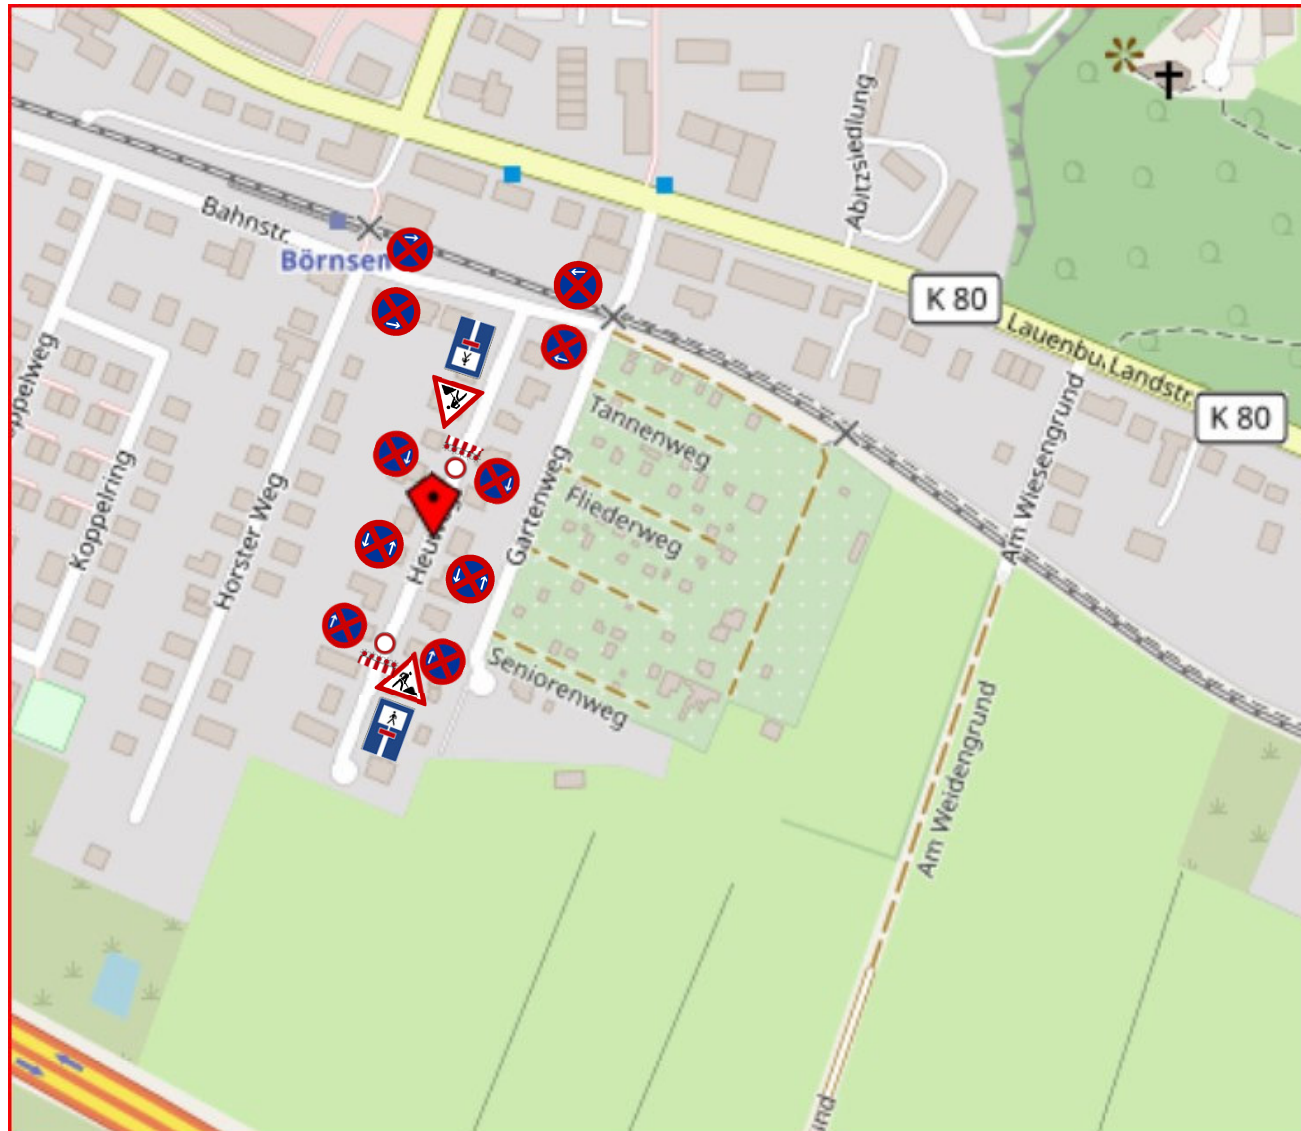 Abitzsiedlung
Bahnstr.
Börnsen
K 80
Lauenbu.
Landstr.
K 80
Tannenweg
Fliederweg
Gartenweg
Horster Weg
Koppelring
Am Wiesengrund
Seniorenweg
Am Weidengrund